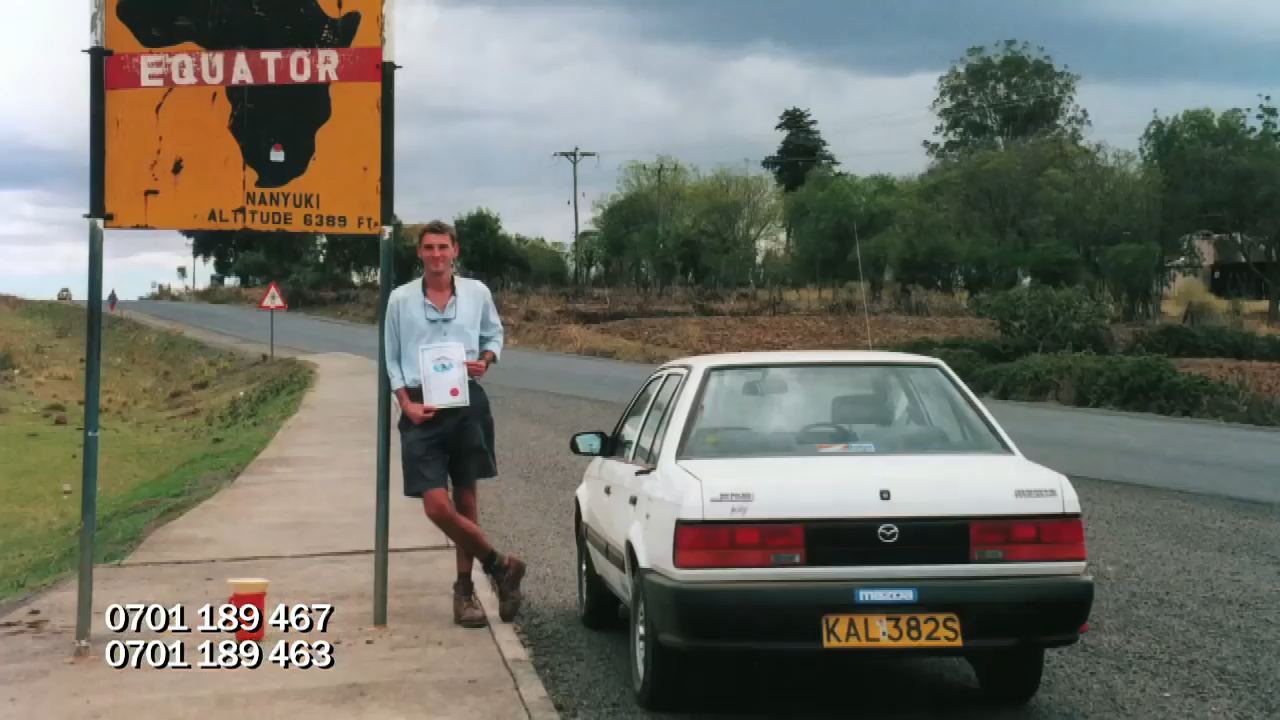 EQUATOR
NANYUKI
ALTITUDE 6389 FT
mazda
KAL 382S
0701 189 467
0701 189 463